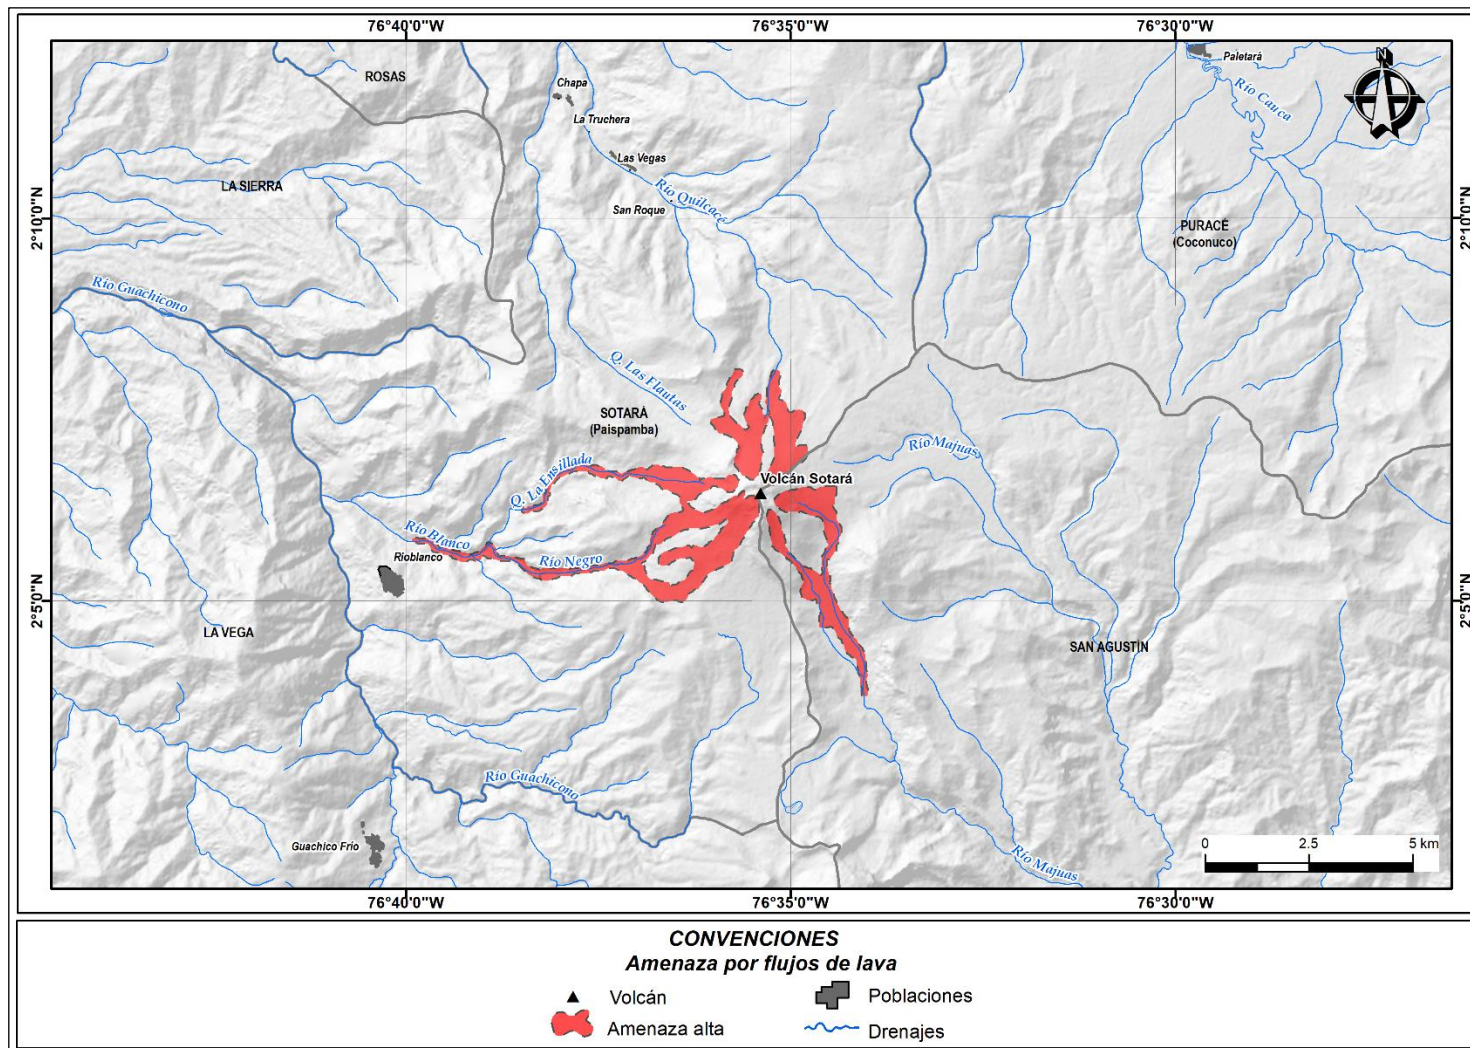 76°40'0"W
76°35'0"W
76°30'0"W
ROSAS
Chapa
Paletará
N
Río Cauca
La Truchera
Las Vegas
LA SIERRA
Río Quilcacé
San Roque
2°10'0"N
2°10'0"N
PURACÉ
(Coconuco)
Río Guachicono
Q. Las Flautas
SOTARÁ
(Paispamba)
Río Majuas
Q. La Ensillada
Volcán Sotará
Río Blanco
Rioblanco
Río Negro
2°5'0"N
2°5'0"N
LA VEGA
SAN AGUSTÍN
Río Guachicono
Guachico Frío
Río Majuas
0
2.5
5 km
76°40'0"W
76°35'0"W
76°30'0"W
CONVENCIONES
Amenaza por flujos de lava
Volcán
Poblaciones
Amenaza alta
Drenajes